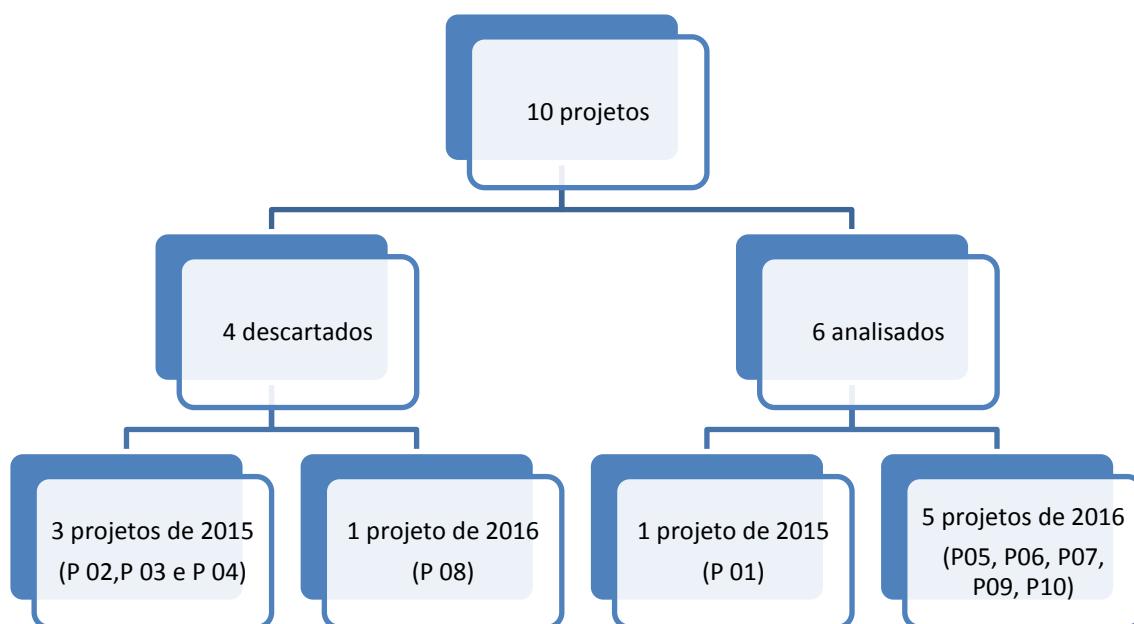 10 projetos
4 descartados
6 analisados
3 projetos de 2015
(P 02,P 03 e P 04)
1 projeto de 2016
(P 08)
1 projeto de 2015
(P 01)
5 projetos de 2016
(P05, P06, P07,
P09, P10)